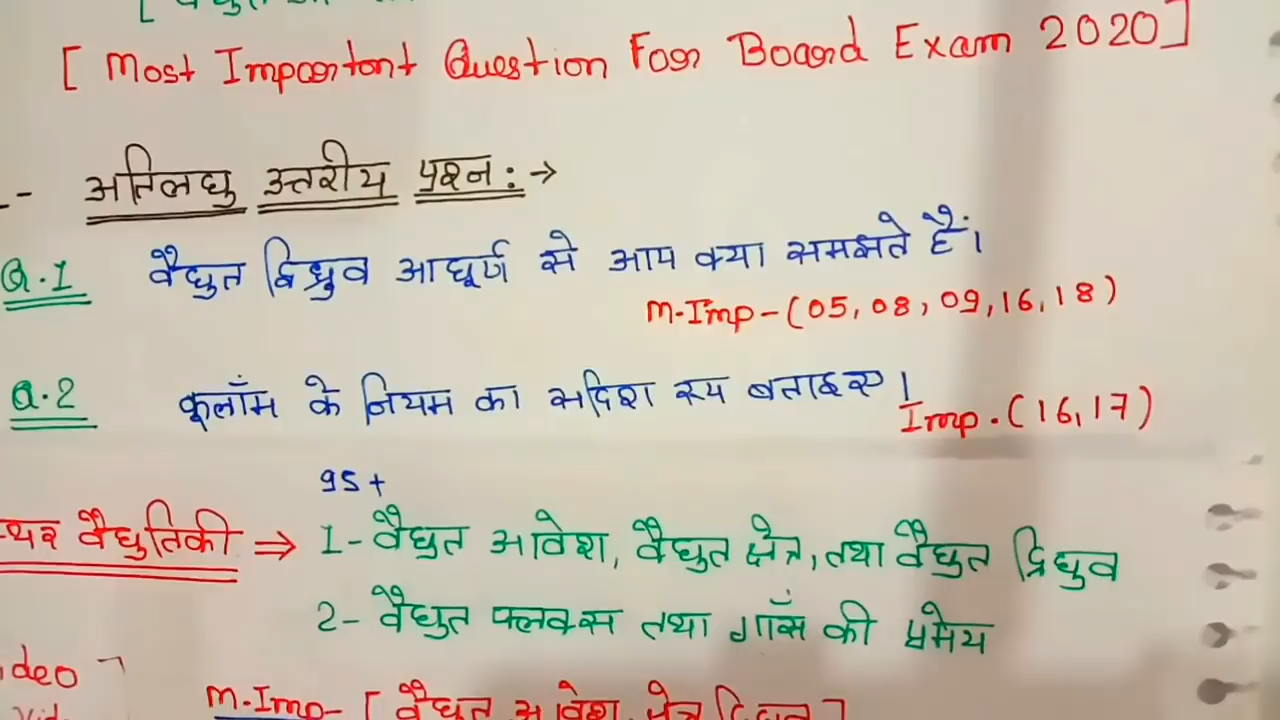 [ वैद्युत
[ Most Important Question For Board Exam 2020 ]
अतिलघु उत्तरीय प्रश्न : →
Q.1 वैद्युत द्विध्रुव आघूर्ण से आप क्या समझते हैं।
M.Imp - (05, 08, 09, 16, 18)
Q.2 कूलॉम के नियम का सदिश रूप बताइए।
Imp. (16, 17)
95+
वैद्युतिकी ⇒ 1- वैद्युत आवेश, वैद्युत क्षेत्र, तथा वैद्युत द्विध्रुव
2- वैद्युत फ्लक्स तथा गॉस की प्रमेय
M.Imp- [ वैद्युत आवेश, क्षेत्र द्विध्रुव ]